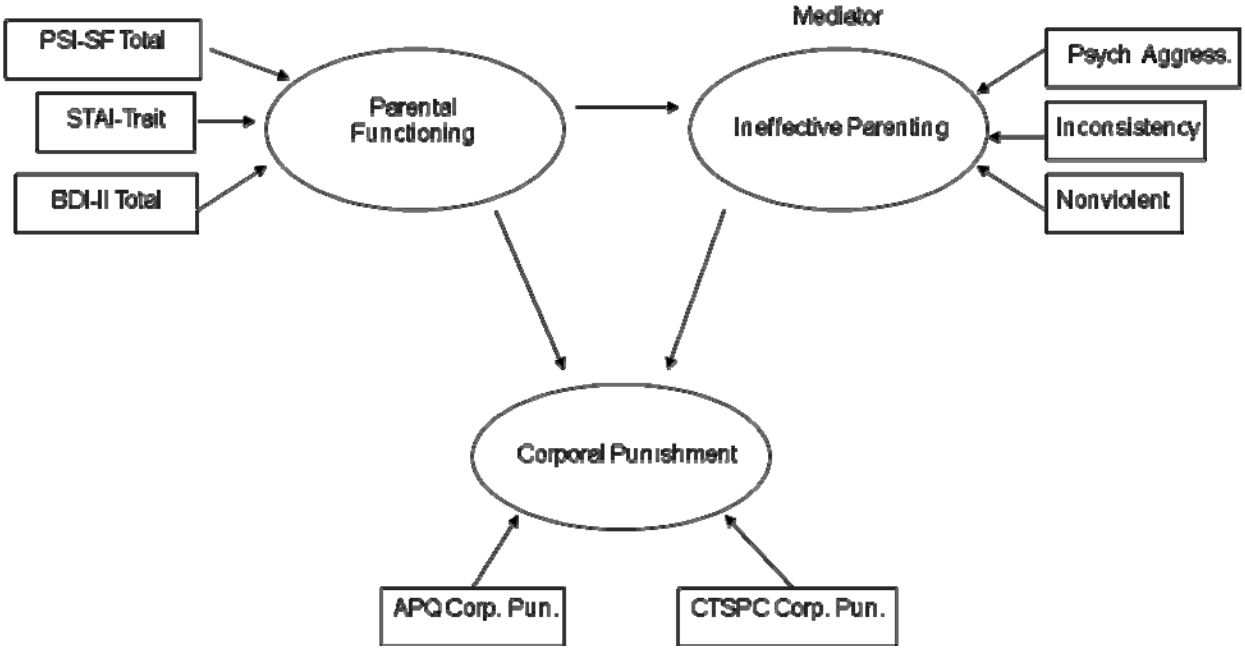 Mediator
PSI-SF Total
STAI-Trait
BDI-II Total
Parental
Functioning
Ineffective Parenting
Psych Aggress.
Inconsistency
Nonviolent
Corporal Punishment
APQ Corp. Pun.
CTSPC Corp. Pun.